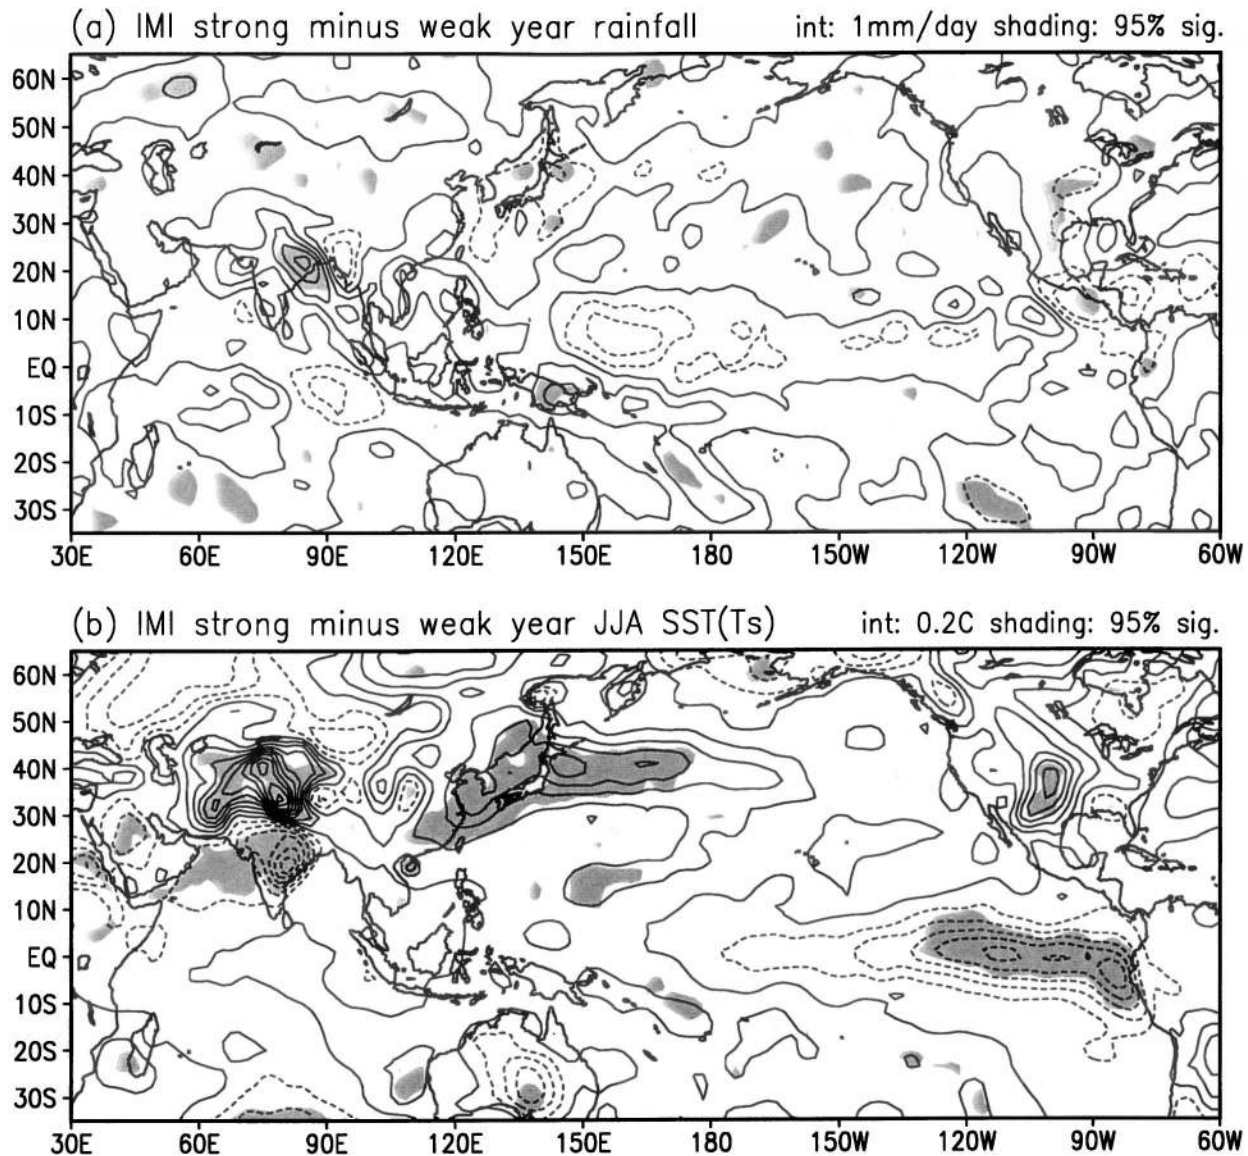 (a) IMI strong minus weak year rainfall int: 1mm/day shading: 95% sig.
60N
50N
40N
30N
20N
10N
EQ
10S
20S
30S
30E 60E 90E 120E 150E 180 150W 120W 90W 60W
(b) IMI strong minus weak year JJA SST(Ts) int: 0.2C shading: 95% sig.
60N
50N
40N
30N
20N
10N
EQ
10S
20S
30S
30E 60E 90E 120E 150E 180 150W 120W 90W 60W